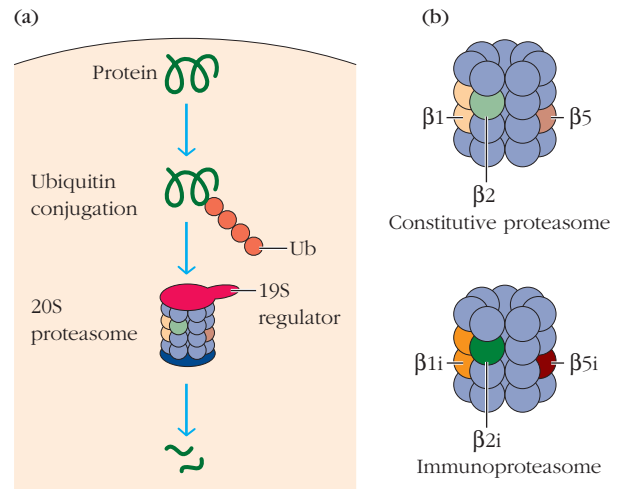 (a)
Protein
Ubiquitin
conjugation
Ub
19S
regulator
20S
proteasome
(b)
β1
β5
β2
Constitutive proteasome
β1i
β5i
β2i
Immunoproteasome